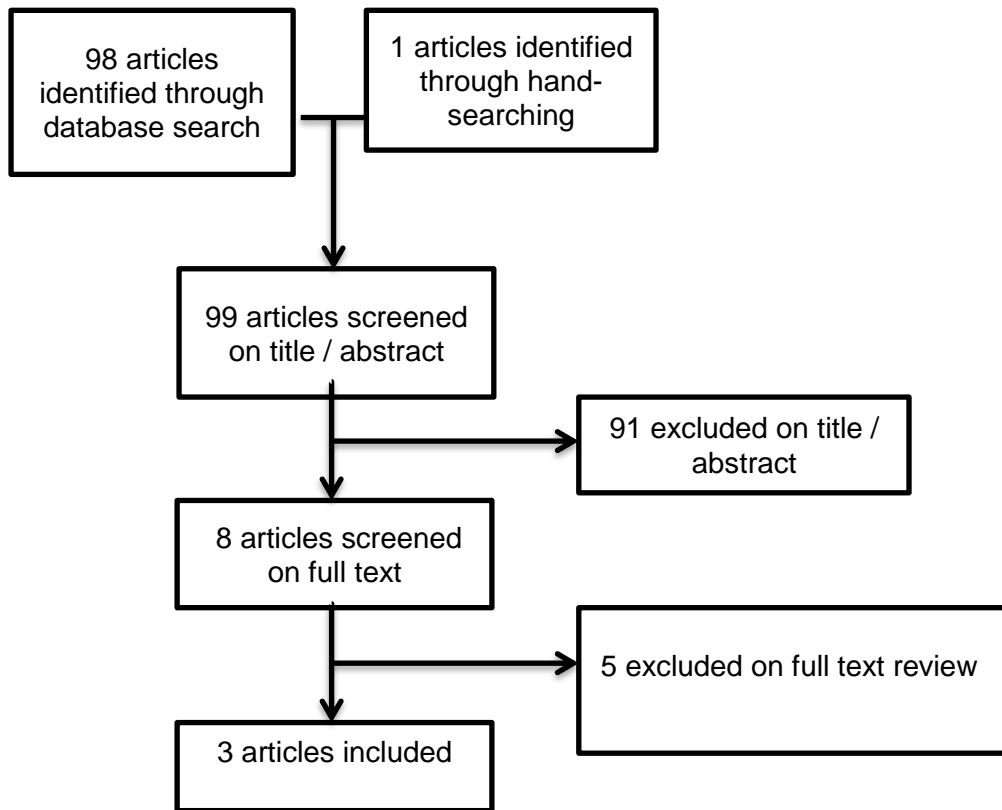 98 articles
identified through
database search
1 articles identified
through hand-
searching
99 articles screened
on title / abstract
91 excluded on title /
abstract
8 articles screened
on full text
5 excluded on full text review
3 articles included